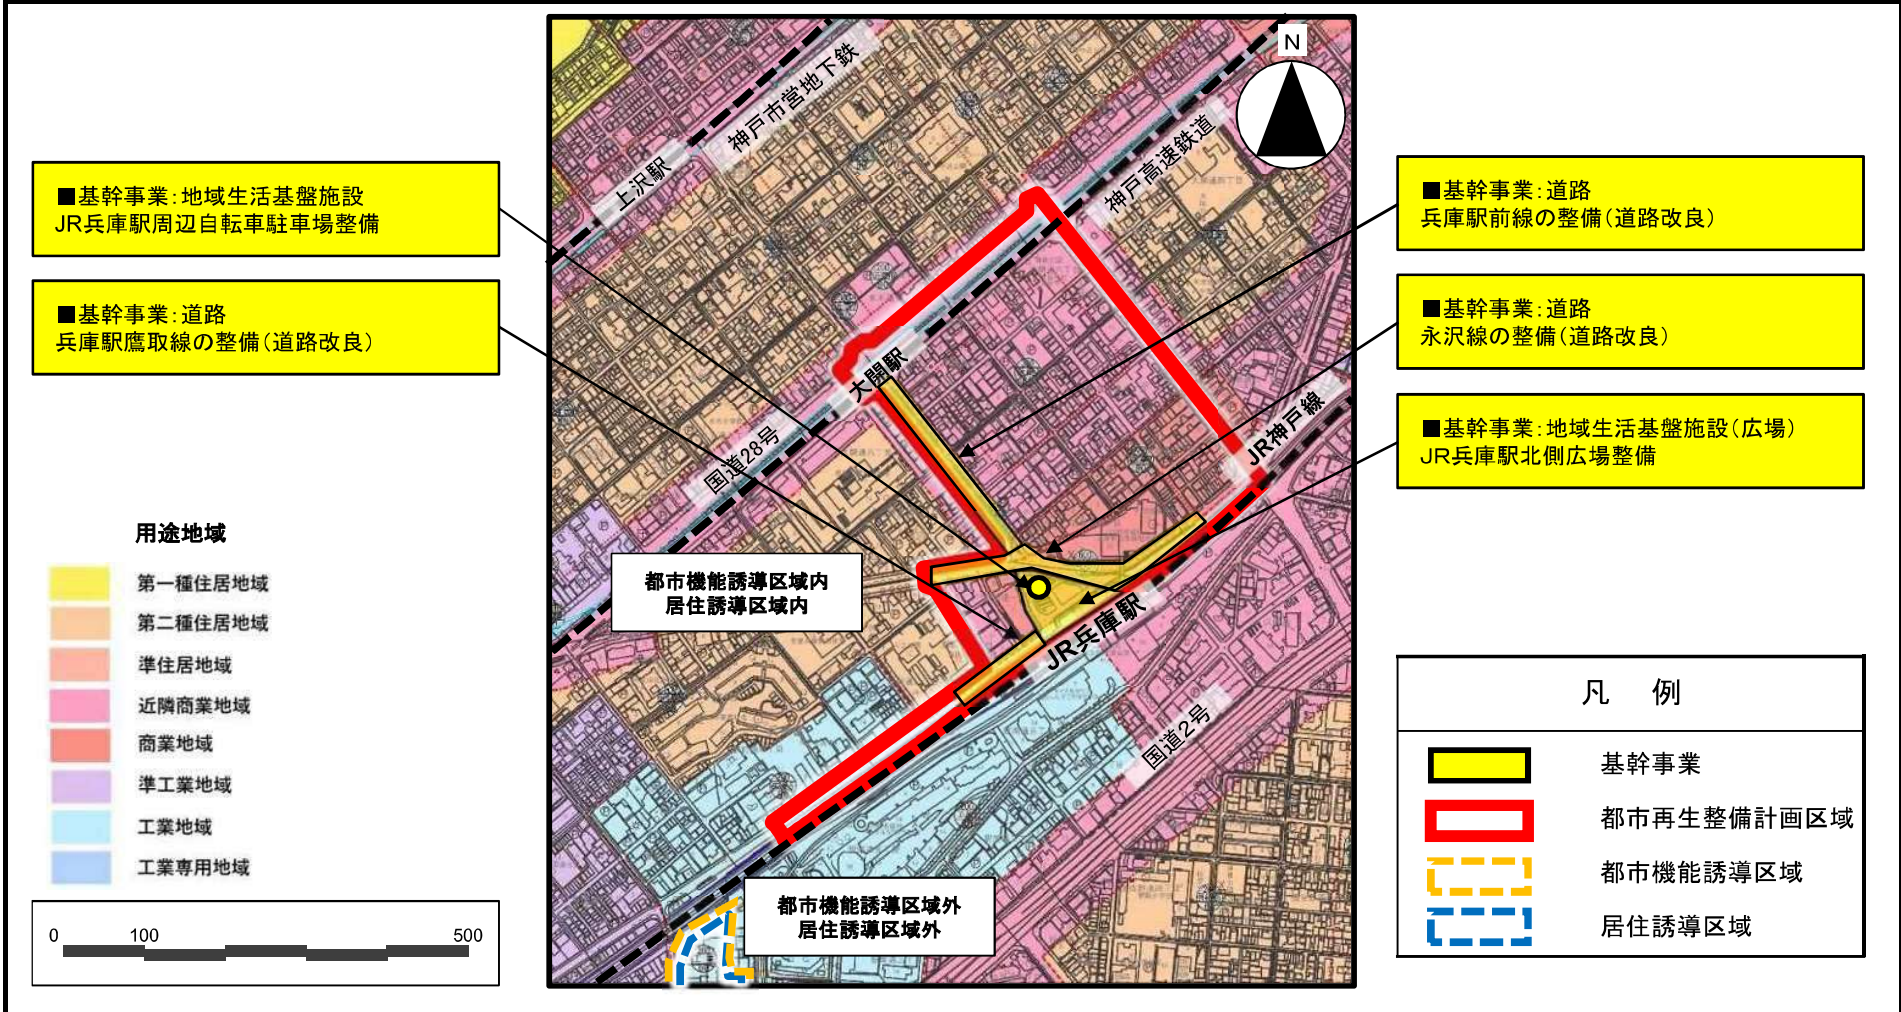 ■基幹事業:地域生活基盤施設
JR兵庫駅周辺自転車駐車場整備
■基幹事業:道路
兵庫駅鷹取線の整備(道路改良)
用途地域
第一種住居地域
第二種住居地域
準住居地域
近隣商業地域
商業地域
準工業地域
工業地域
工業専用地域
0 100 500
N
神戸市営地下鉄
上沢駅
神戸高速鉄道
大開駅
国道28号
JR神戸線
都市機能誘導区域内
居住誘導区域内
JR兵庫駅
国道2号
都市機能誘導区域外
居住誘導区域外
■基幹事業:道路
兵庫駅前線の整備(道路改良)
■基幹事業:道路
永沢線の整備(道路改良)
■基幹事業:地域生活基盤施設(広場)
JR兵庫駅北側広場整備
凡 例
基幹事業
都市再生整備計画区域
都市機能誘導区域
居住誘導区域